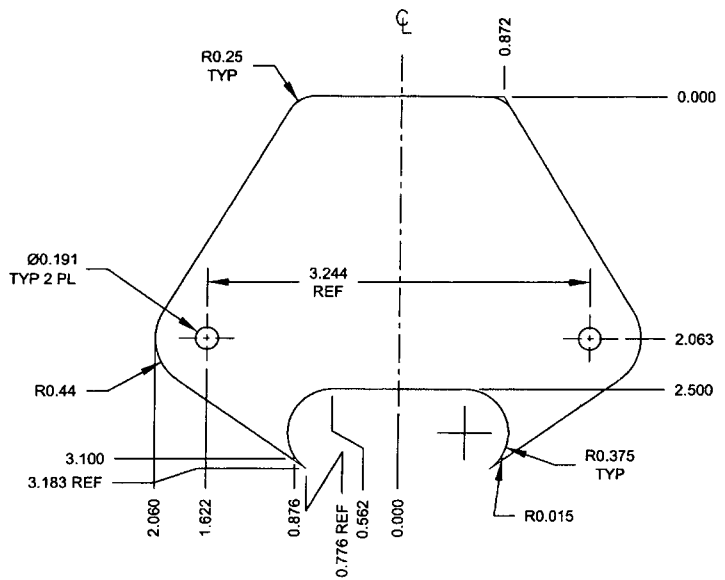 ℄
0.872
R0.25
TYP
0.000
Ø0.191
TYP 2 PL
3.244
REF
2.063
R0.44
2.500
3.100
3.183 REF
R0.375
TYP
R0.015
2.060
1.622
0.876
0.776 REF
0.562
0.000